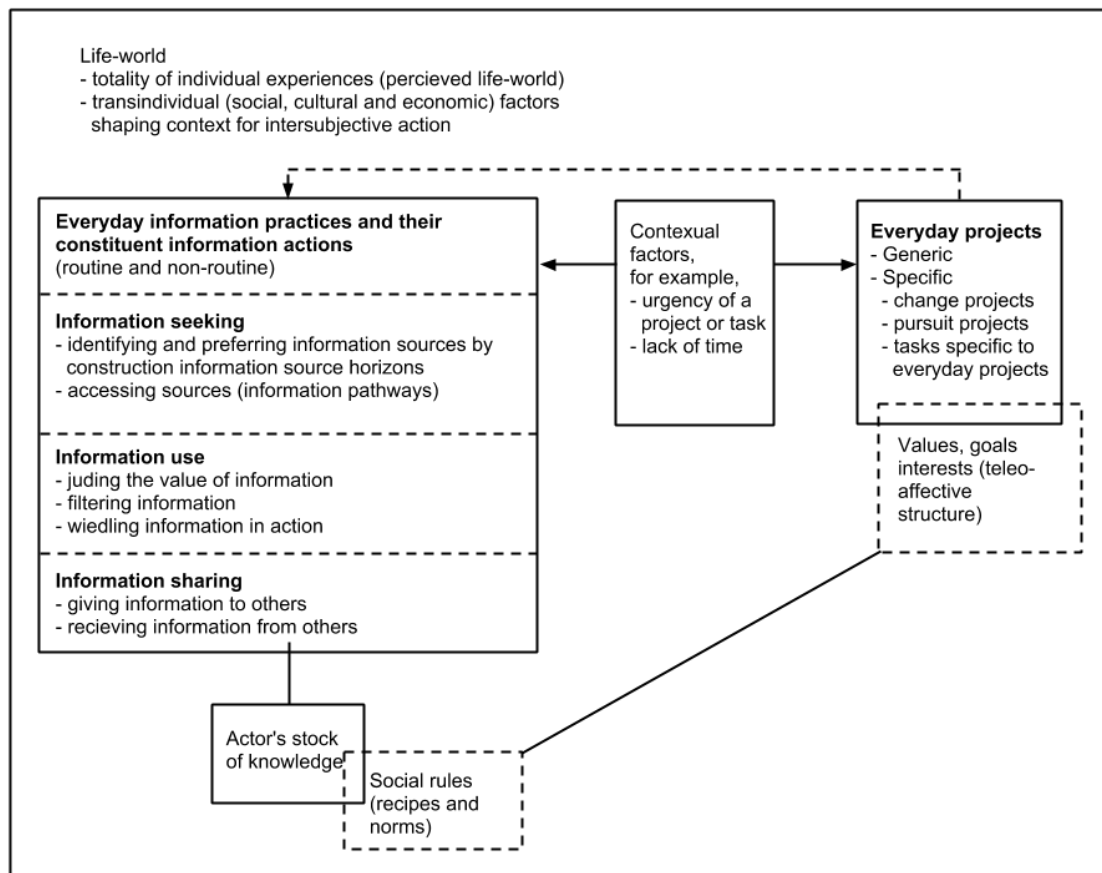 Life-world
- totality of individual experiences (percieved life-world)
- transindividual (social, cultural and economic) factors
shaping context for intersubjective action
Everyday information practices and their
constituent information actions
(routine and non-routine)
Information seeking
- identifying and preferring information sources by
construction information source horizons
- accessing sources (information pathways)
Information use
- juding the value of information
- filtering information
- wiedling information in action
Information sharing
- giving information to others
- recieving information from others
Contexual
factors,
for example,
- urgency of a
project or task
- lack of time
Everyday projects
- Generic
- Specific
- change projects
- pursuit projects
- tasks specific to
everyday projects
Values, goals
interests (teleo-
affective
structure)
Actor's stock
of knowledge
Social rules
(recipes and
norms)